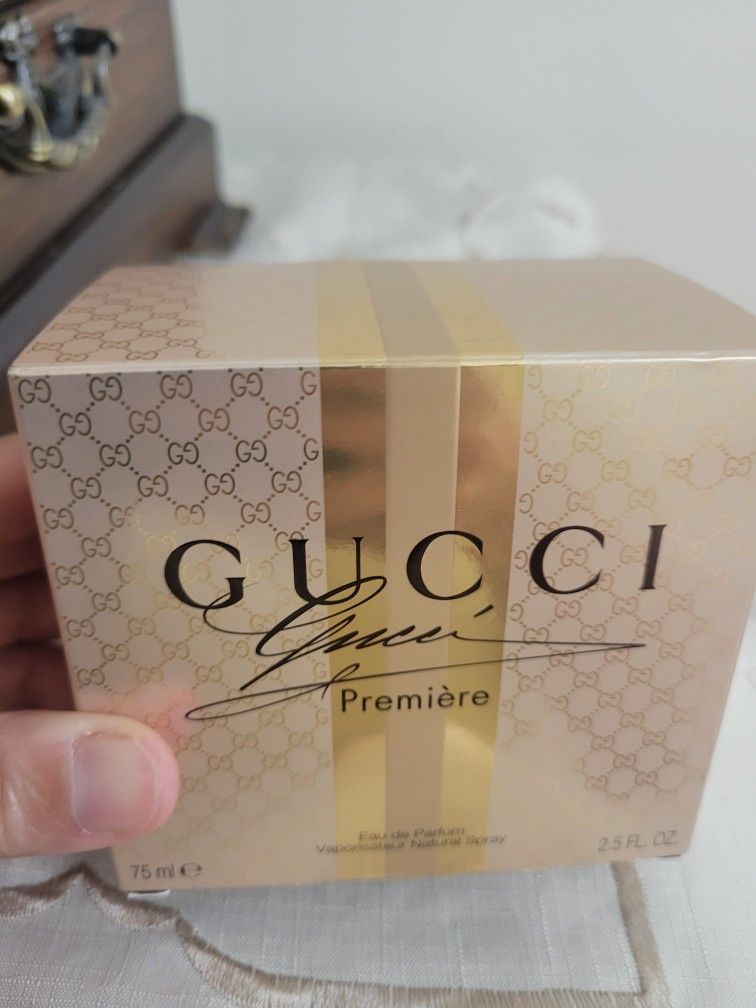 GUCCI
Gucci
Première
Eau de Parfum
Vaporisateur Natural Spray
75 ml ℮
2.5 FL. OZ.